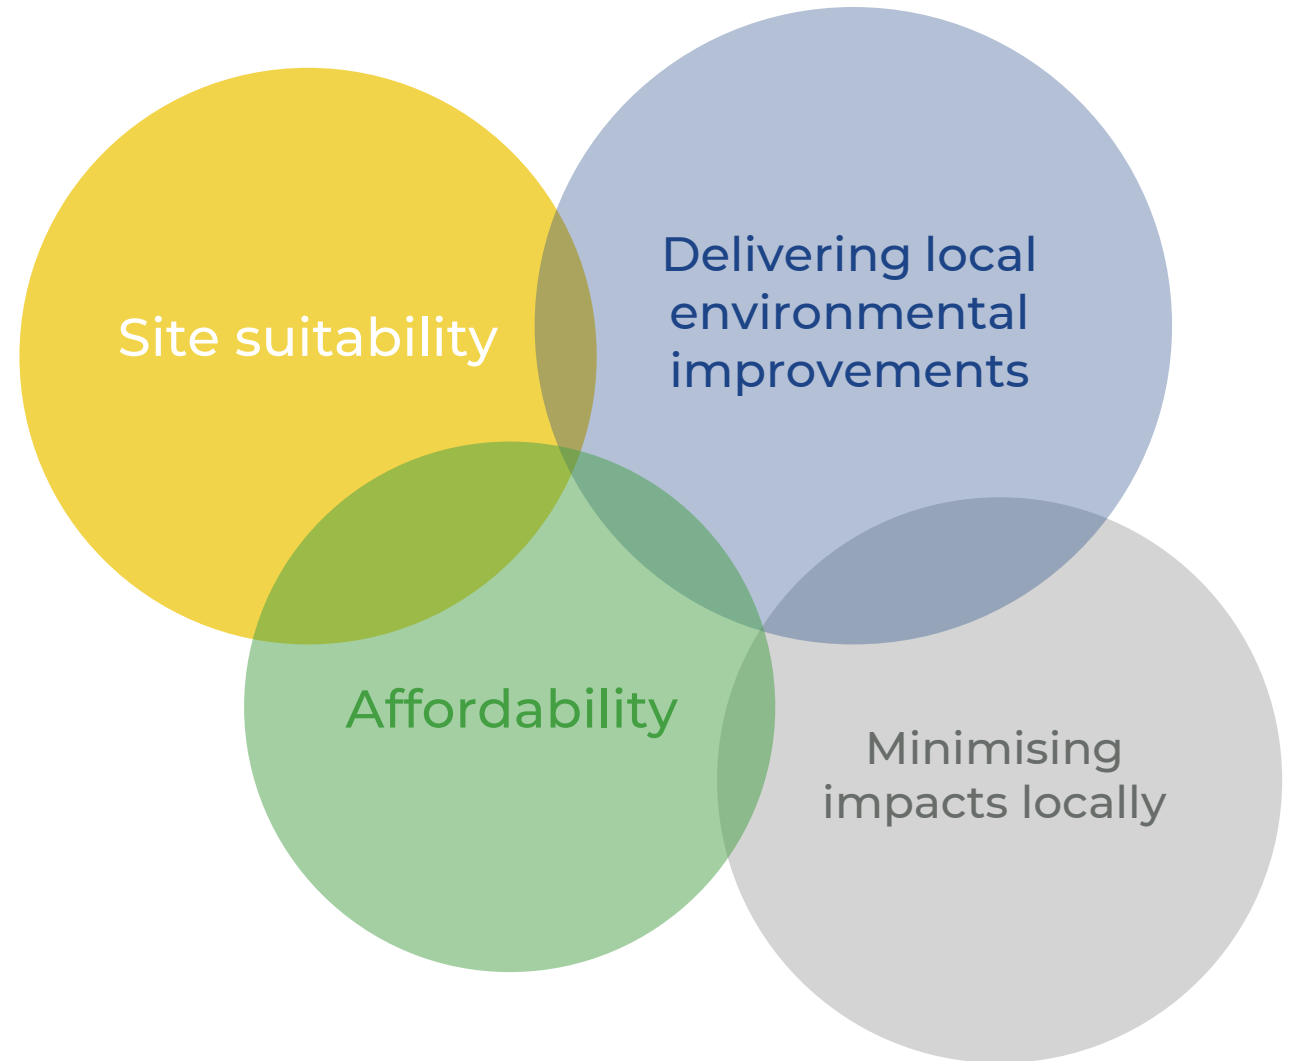 Site suitability
Delivering local
environmental
improvements
Affordability
Minimising
impacts locally